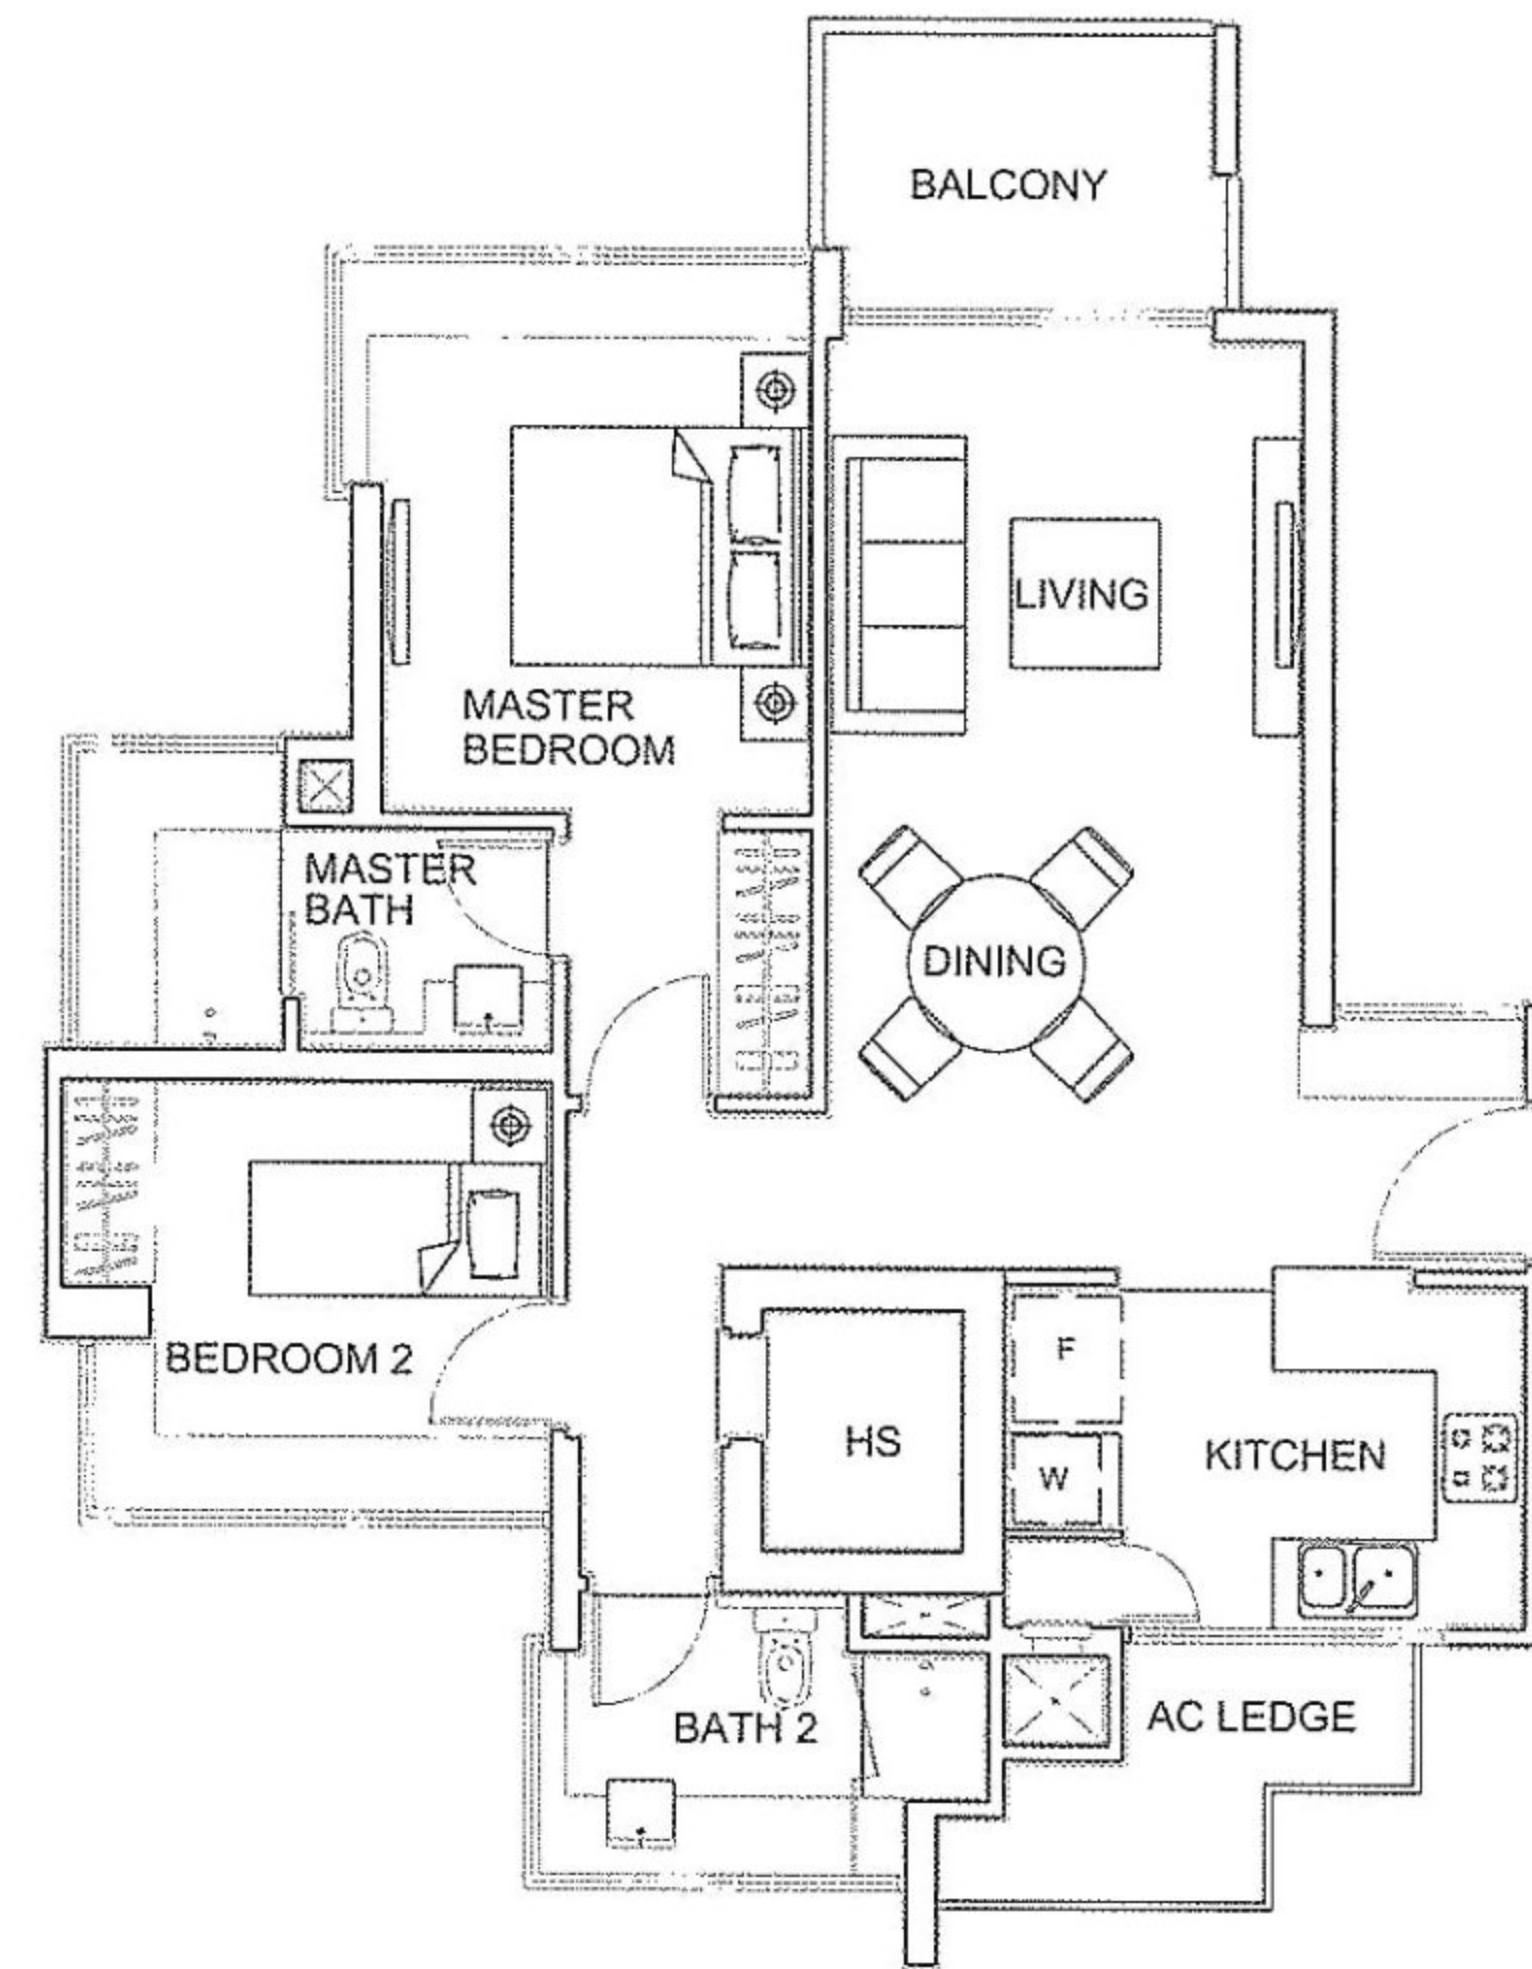 BALCONY
LIVING
MASTER
BEDROOM
MASTER
BATH
DINING
BEDROOM 2
F
HS
W
KITCHEN
BATH 2
AC LEDGE